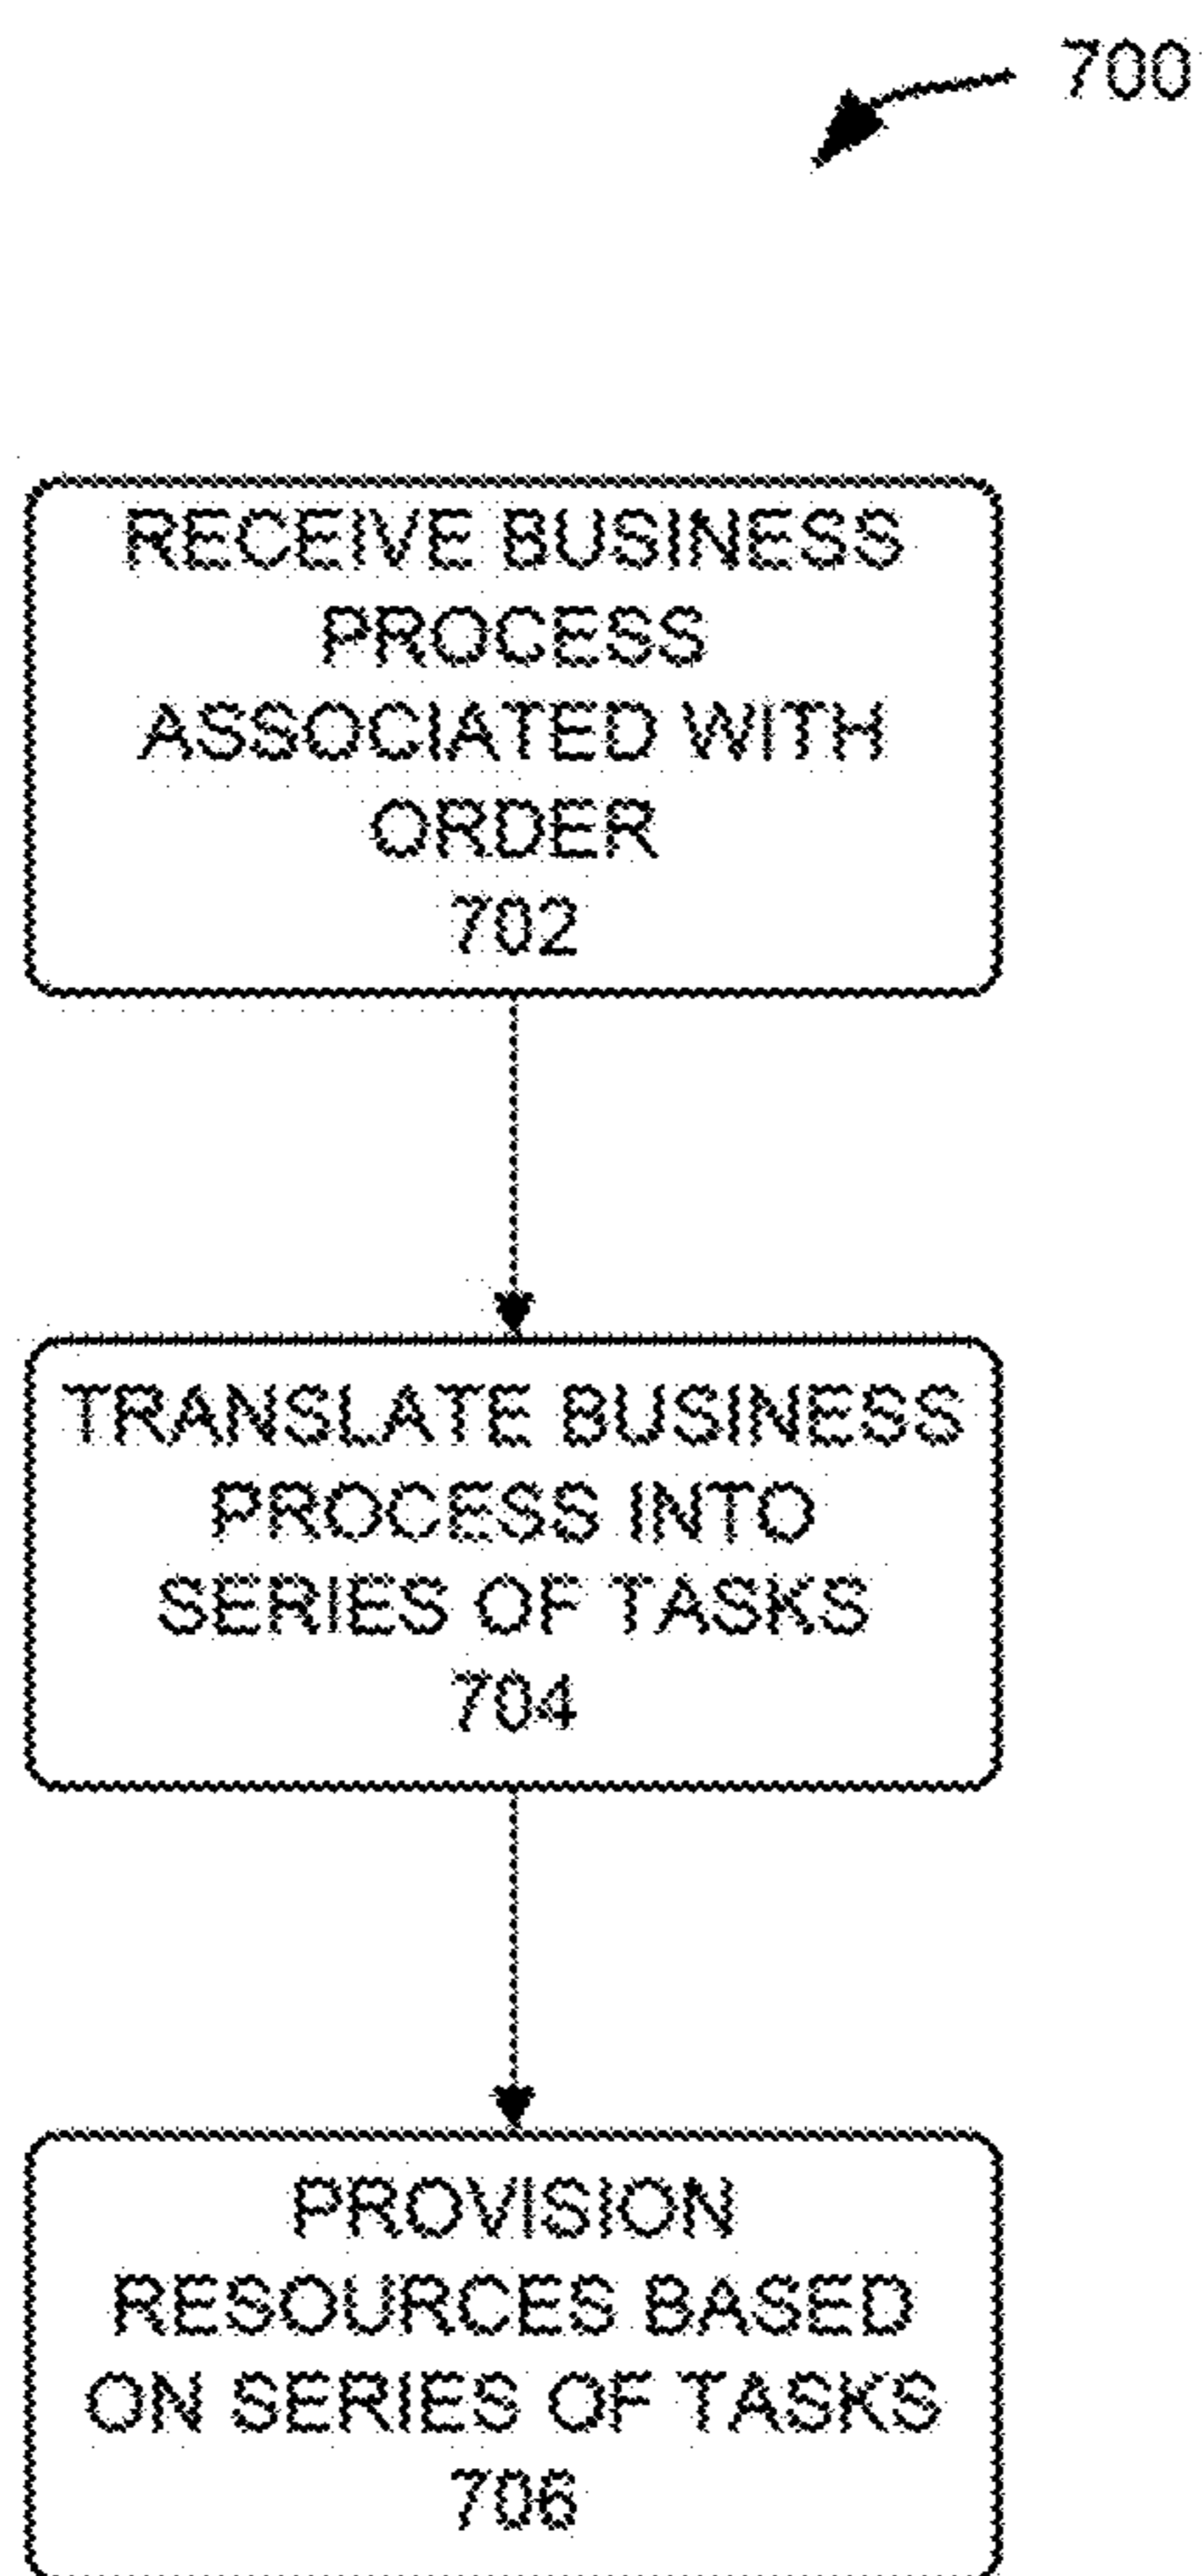 700
RECEIVE BUSINESS
PROCESS
ASSOCIATED WITH
ORDER
702
TRANSLATE BUSINESS
PROCESS INTO
SERIES OF TASKS
704
PROVISION
RESOURCES BASED
ON SERIES OF TASKS
706